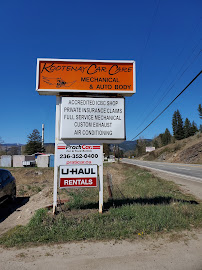 Kootenay Car Care
MECHANICAL
& AUTO BODY
ACCREDITED ICBC SHOP
PRIVATE INSURANCE CLAIMS
FULL SERVICE MECHANICAL
CUSTOM EXHAUST
AIR CONDITIONING
236-352-0400
U-HAUL
RENTALS